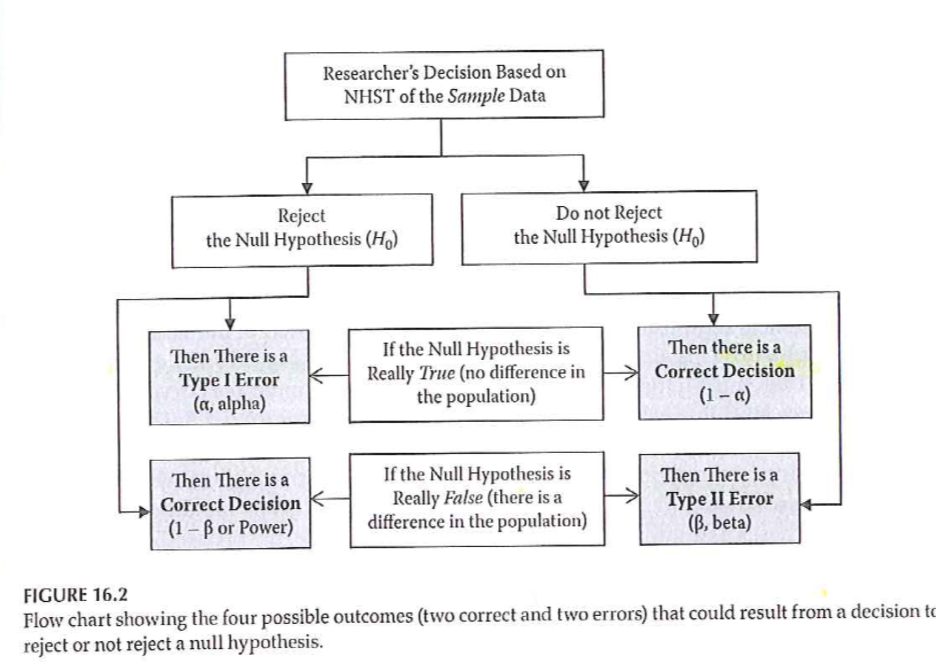 Researcher's Decision Based on
NHST of the Sample Data
Reject
the Null Hypothesis (H₀)
Do not Reject
the Null Hypothesis (H₀)
Then There is a
Type I Error
(α, alpha)
If the Null Hypothesis is
Really True (no difference in
the population)
Then there is a
Correct Decision
(1 – α)
Then There is a
Correct Decision
(1 – β or Power)
If the Null Hypothesis is
Really False (there is a
difference in the population)
Then There is a
Type II Error
(β, beta)
FIGURE 16.2
Flow chart showing the four possible outcomes (two correct and two errors) that could result from a decision to
reject or not reject a null hypothesis.